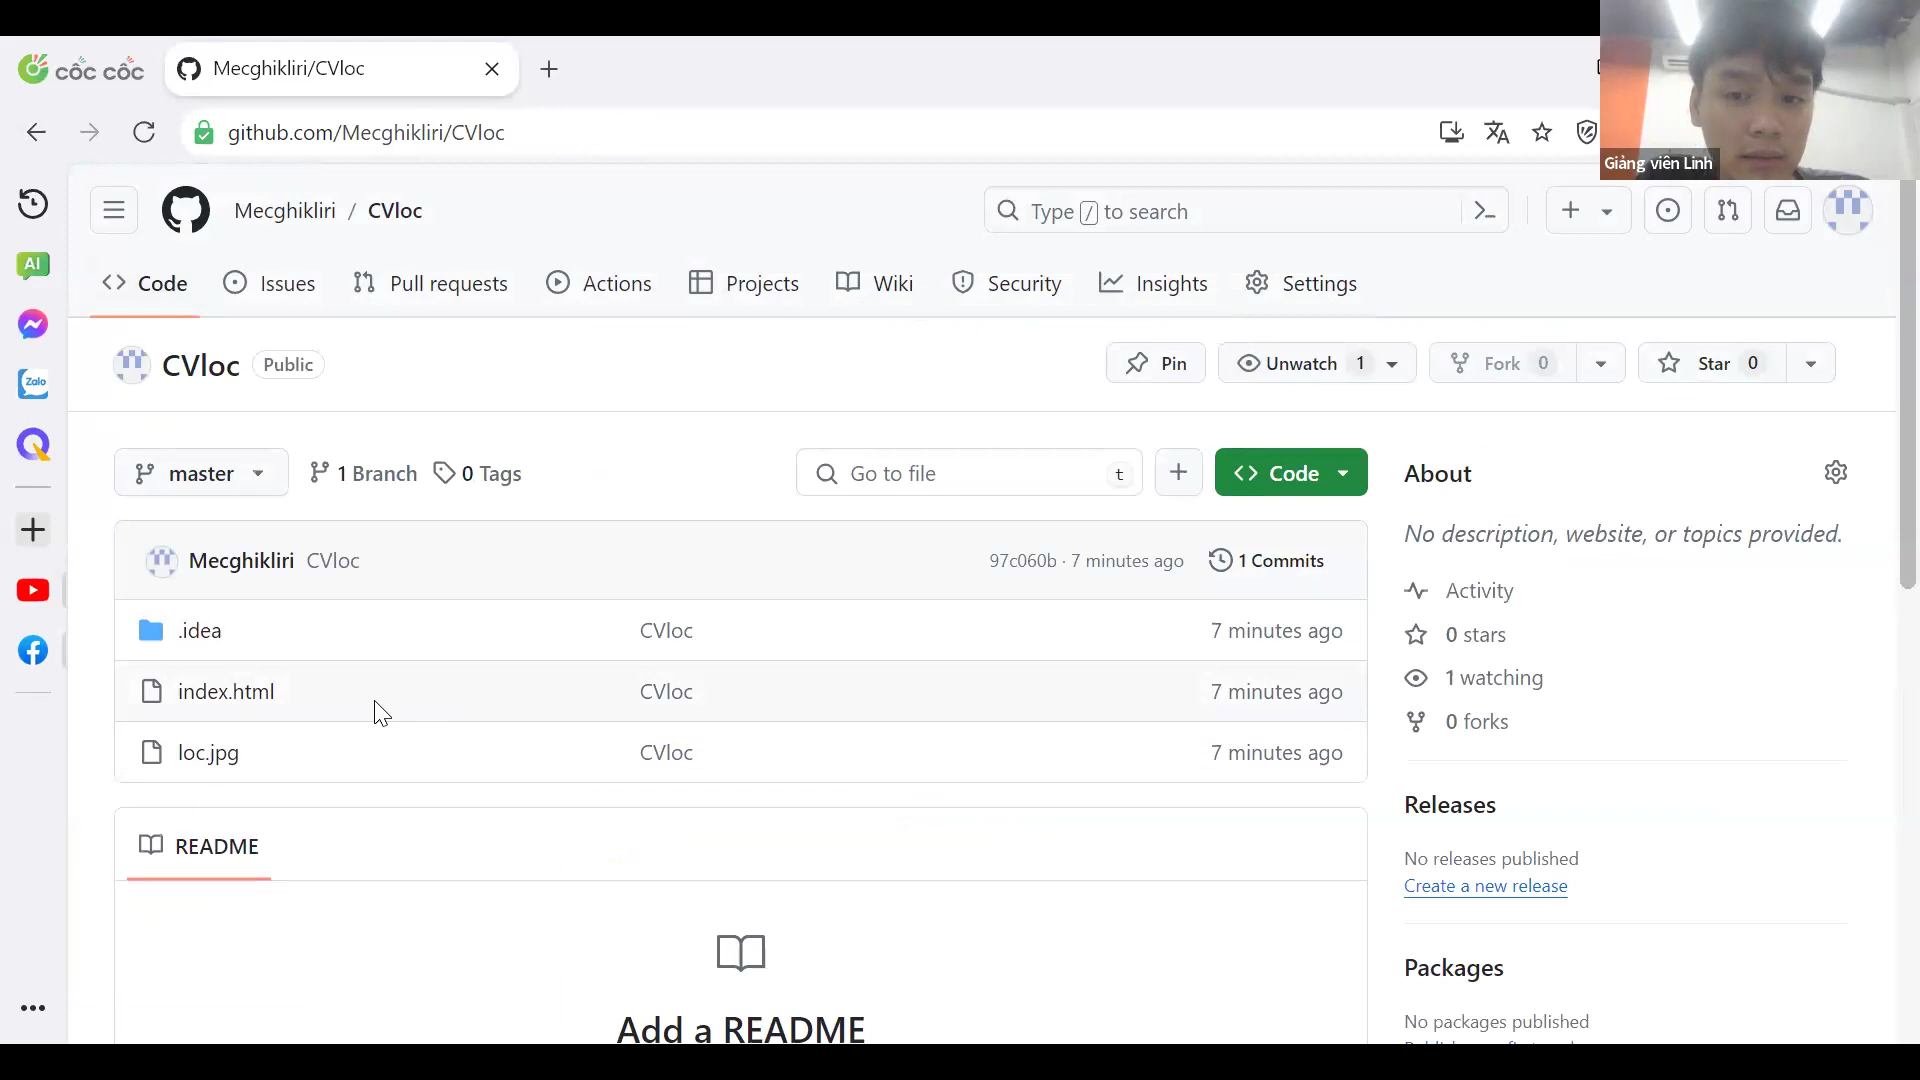 cốc cốc
Mecghikliri/CVloc
github.com/Mecghikliri/CVloc
Giảng viên Linh
AI
Zalo
Mecghikliri / CVloc
Type / to search
Code
Issues
Pull requests
Actions
Projects
Wiki
Security
Insights
Settings
CVloc
Public
Pin
Unwatch 1
Fork 0
Star 0
master
1 Branch
0 Tags
Go to file
t
Code
About
No description, website, or topics provided.
Mecghikliri CVloc
97c060b · 7 minutes ago
1 Commits
.idea
CVloc
7 minutes ago
index.html
CVloc
7 minutes ago
loc.jpg
CVloc
7 minutes ago
Activity
0 stars
1 watching
0 forks
README
Add a README
Releases
No releases published
Create a new release
Packages
No packages published